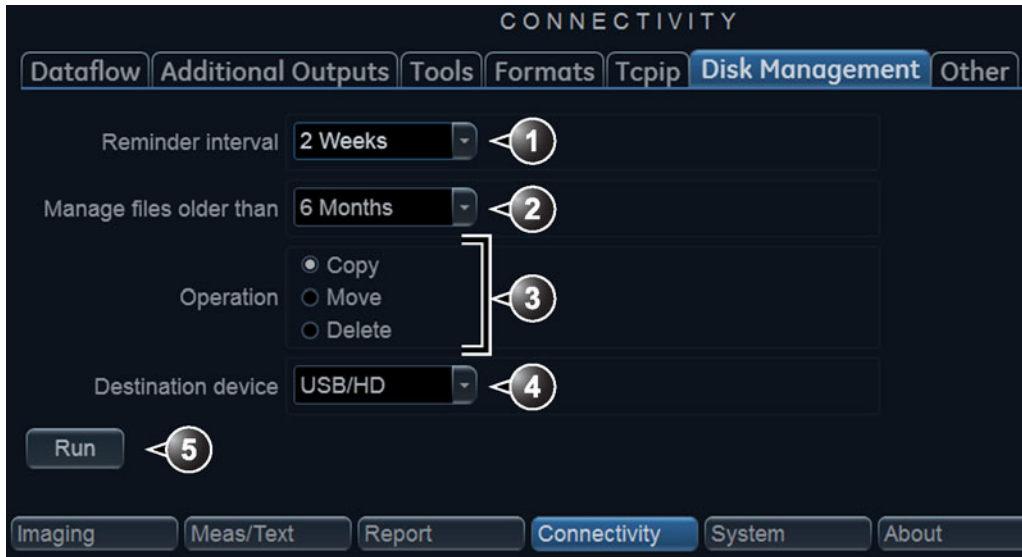 CONNECTIVITY
Dataflow Additional Outputs Tools Formats Tcpip Disk Management Other
Reminder interval 2 Weeks 1
Manage files older than 6 Months 2
Copy
Operation Move 3
Delete
Destination device USB/HD 4
Run 5
Imaging Meas/Text Report Connectivity System About